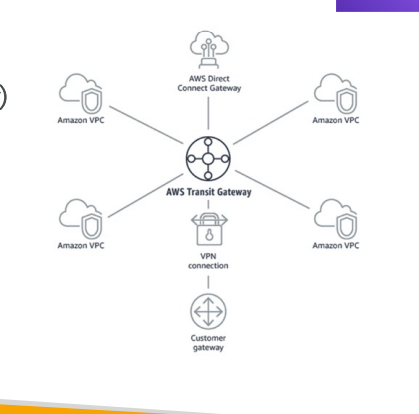 AWS Direct
Connect Gateway
Amazon VPC
Amazon VPC
AWS Transit Gateway
Amazon VPC
Amazon VPC
VPN
connection
Customer
gateway